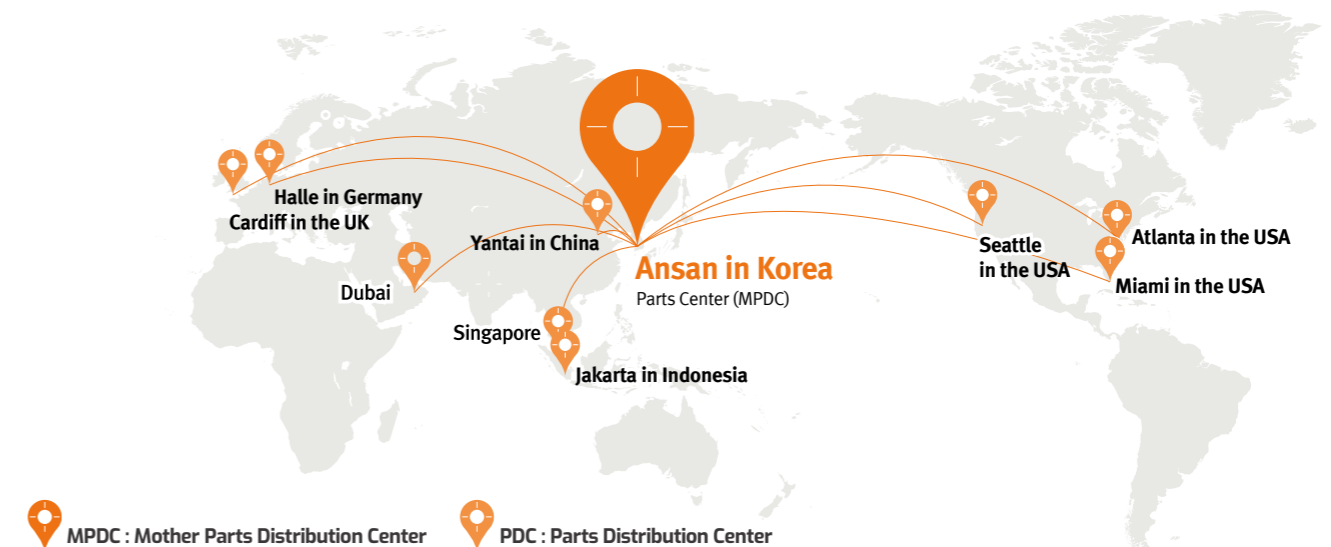 Halle in Germany
Cardiff in the UK
Yantai in China
Dubai
Singapore
Jakarta in Indonesia
Ansan in Korea
Parts Center (MPDC)
Seattle
in the USA
Atlanta in the USA
Miami in the USA
MPDC : Mother Parts Distribution Center
PDC : Parts Distribution Center